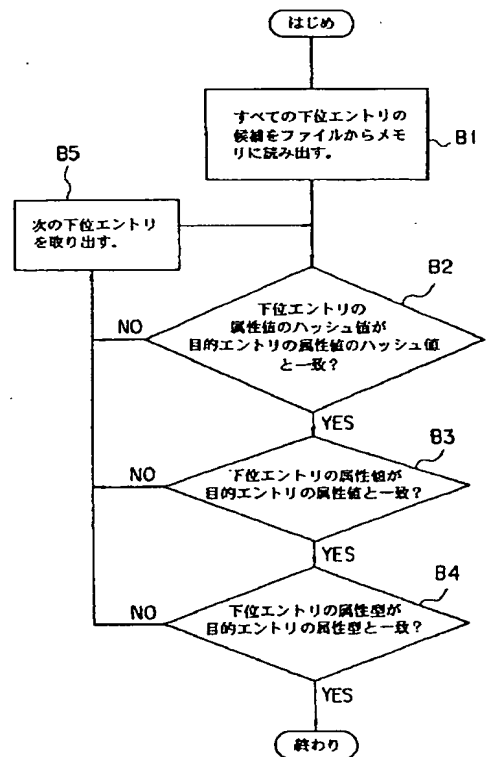 はじめ
すべての下位エントリの
候補をファイルからメモ
リに読み出す。
B1
B5
次の下位エントリ
を取り出す。
B2
下位エントリの
属性値のハッシュ値が
目的エントリの属性値のハッシュ値
と一致?
NO
YES
B3
下位エントリの属性値が
目的エントリの属性値と一致?
NO
YES
B4
下位エントリの属性型が
目的エントリの属性型と一致?
NO
YES
終わり